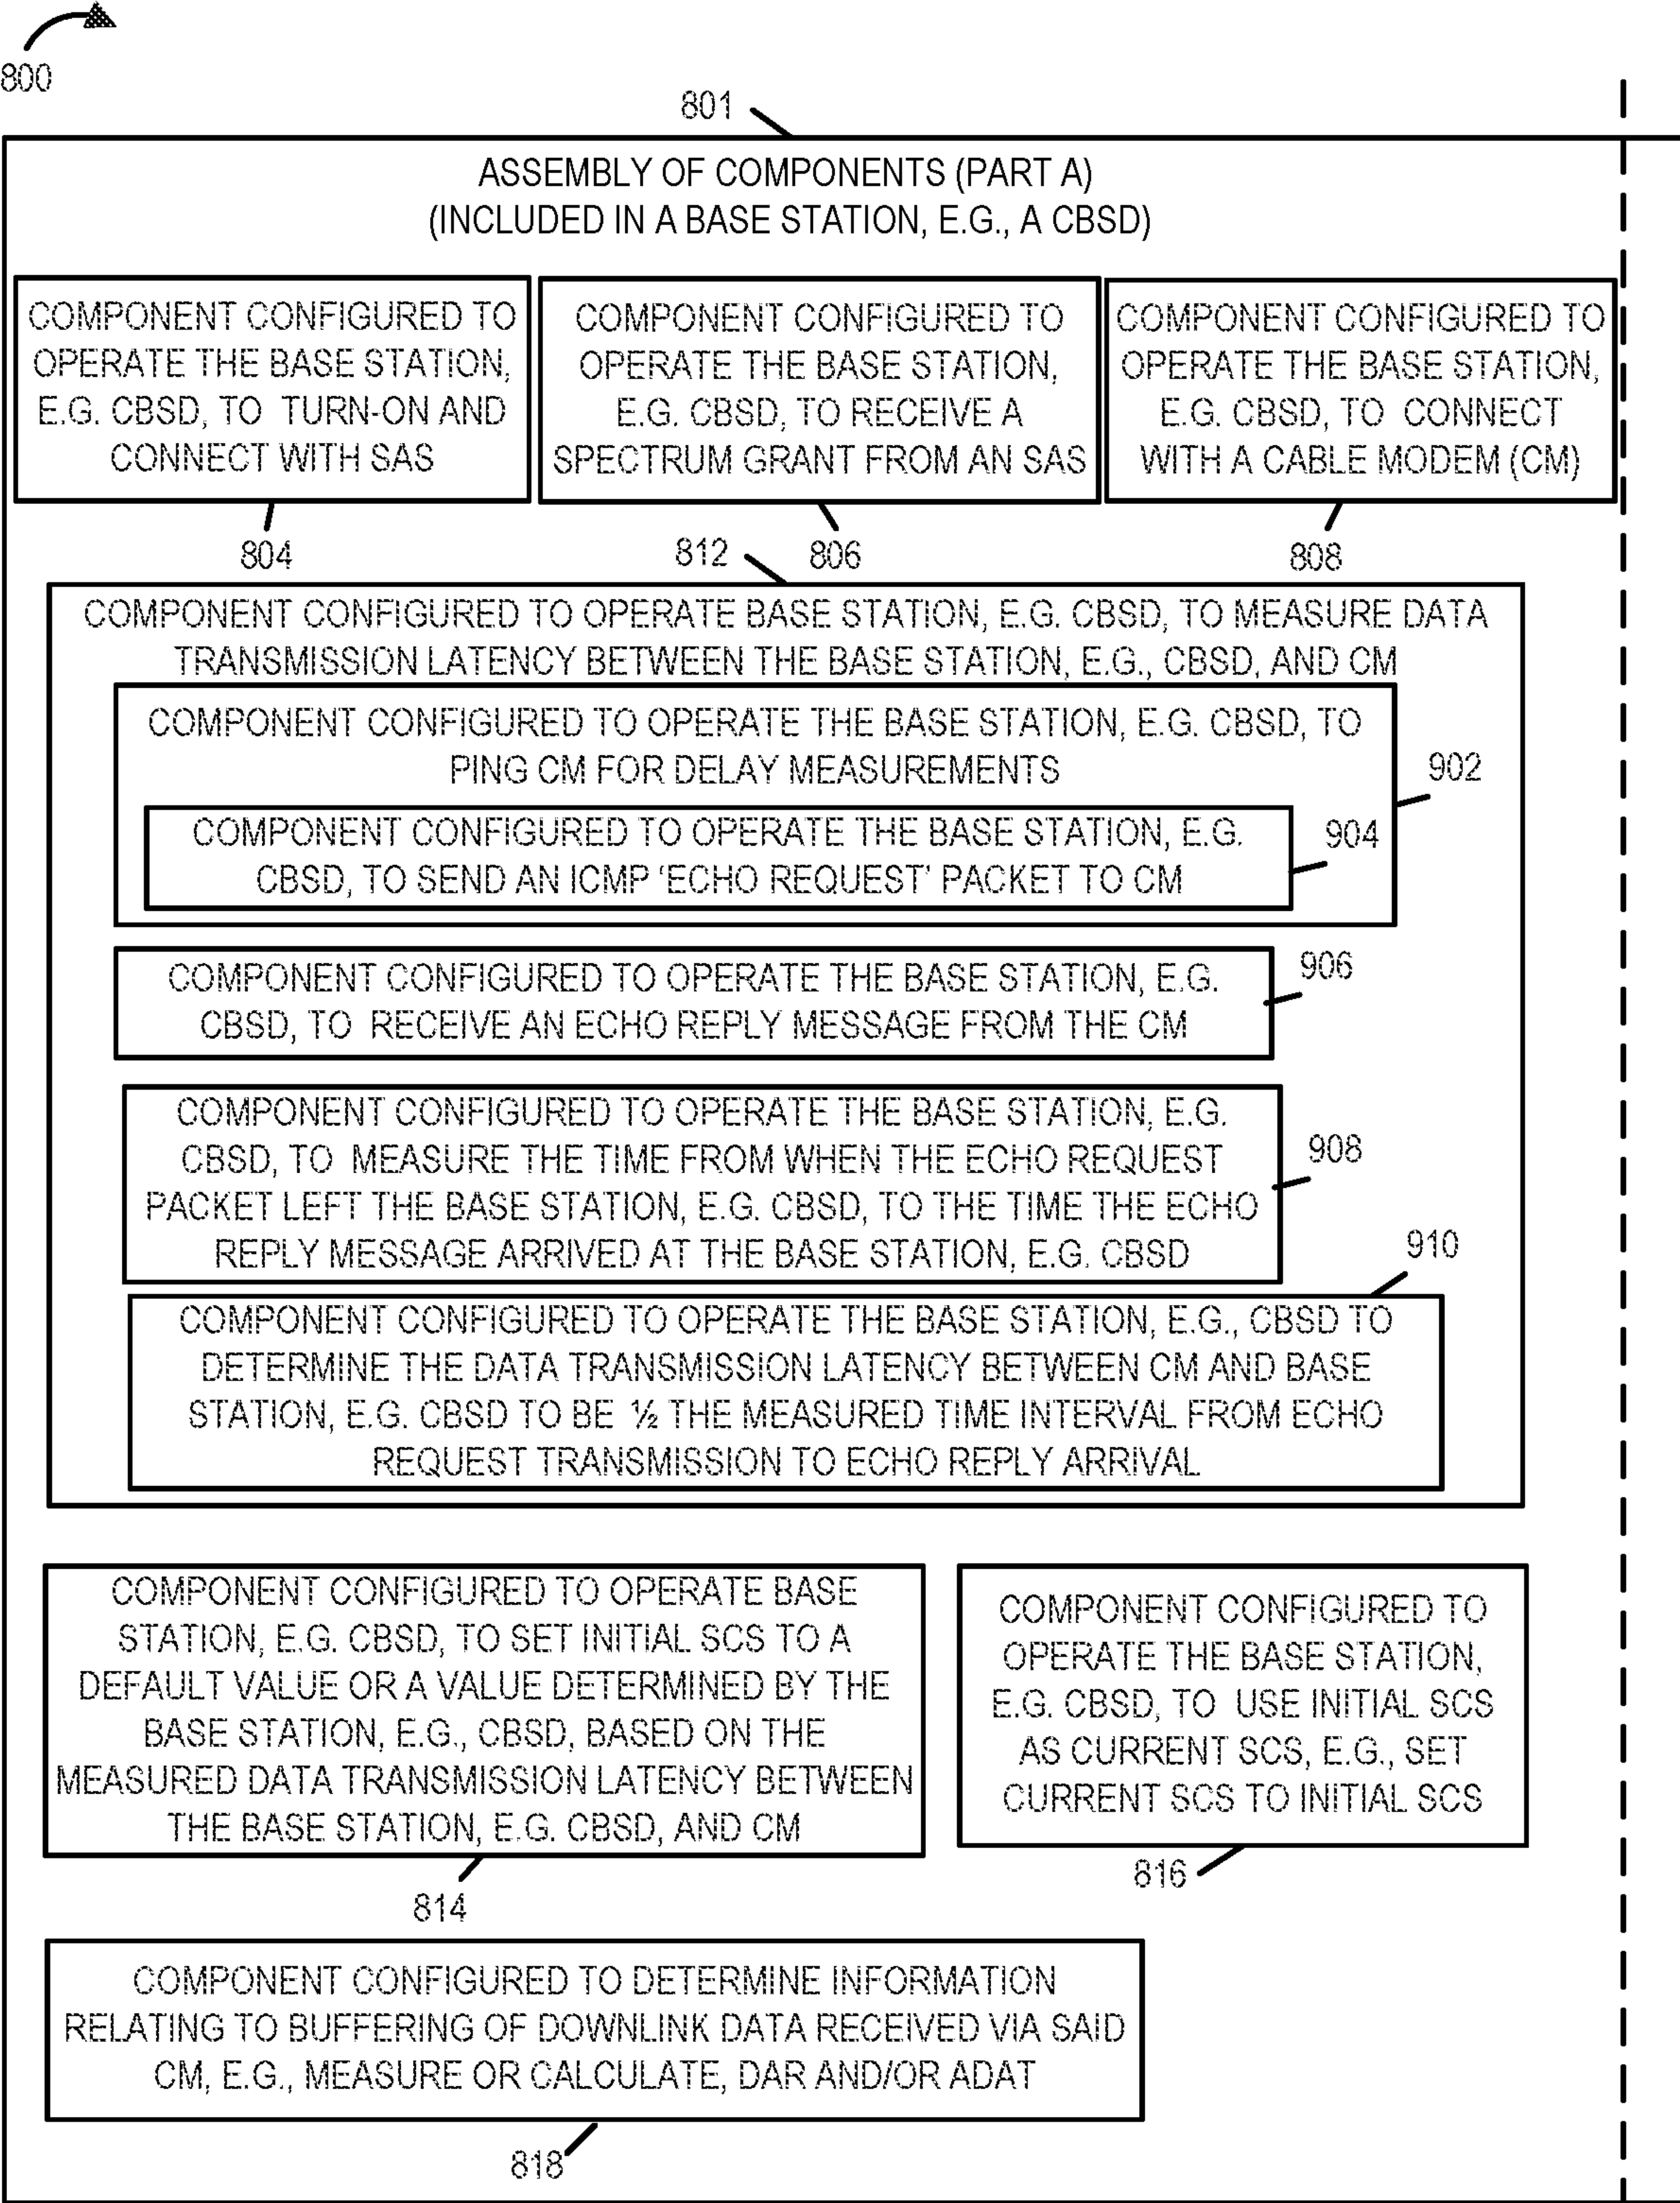 800
801
ASSEMBLY OF COMPONENTS (PART A)
(INCLUDED IN A BASE STATION, E.G., A CBSD)
COMPONENT CONFIGURED TO
OPERATE THE BASE STATION,
E.G. CBSD, TO TURN-ON AND
CONNECT WITH SAS
804
COMPONENT CONFIGURED TO
OPERATE THE BASE STATION,
E.G. CBSD, TO RECEIVE A
SPECTRUM GRANT FROM AN SAS
806
COMPONENT CONFIGURED TO
OPERATE THE BASE STATION,
E.G. CBSD, TO CONNECT
WITH A CABLE MODEM (CM)
808
812
COMPONENT CONFIGURED TO OPERATE BASE STATION, E.G. CBSD, TO MEASURE DATA
TRANSMISSION LATENCY BETWEEN THE BASE STATION, E.G., CBSD, AND CM
COMPONENT CONFIGURED TO OPERATE THE BASE STATION, E.G. CBSD, TO
PING CM FOR DELAY MEASUREMENTS
902
COMPONENT CONFIGURED TO OPERATE THE BASE STATION, E.G.
CBSD, TO SEND AN ICMP ‘ECHO REQUEST’ PACKET TO CM
904
COMPONENT CONFIGURED TO OPERATE THE BASE STATION, E.G.
CBSD, TO RECEIVE AN ECHO REPLY MESSAGE FROM THE CM
906
COMPONENT CONFIGURED TO OPERATE THE BASE STATION, E.G.
CBSD, TO MEASURE THE TIME FROM WHEN THE ECHO REQUEST
PACKET LEFT THE BASE STATION, E.G. CBSD, TO THE TIME THE ECHO
REPLY MESSAGE ARRIVED AT THE BASE STATION, E.G. CBSD
908
910
COMPONENT CONFIGURED TO OPERATE THE BASE STATION, E.G., CBSD TO
DETERMINE THE DATA TRANSMISSION LATENCY BETWEEN CM AND BASE
STATION, E.G. CBSD TO BE ½ THE MEASURED TIME INTERVAL FROM ECHO
REQUEST TRANSMISSION TO ECHO REPLY ARRIVAL
COMPONENT CONFIGURED TO OPERATE BASE
STATION, E.G. CBSD, TO SET INITIAL SCS TO A
DEFAULT VALUE OR A VALUE DETERMINED BY THE
BASE STATION, E.G., CBSD, BASED ON THE
MEASURED DATA TRANSMISSION LATENCY BETWEEN
THE BASE STATION, E.G. CBSD, AND CM
814
COMPONENT CONFIGURED TO
OPERATE THE BASE STATION,
E.G. CBSD, TO USE INITIAL SCS
AS CURRENT SCS, E.G., SET
CURRENT SCS TO INITIAL SCS
816
COMPONENT CONFIGURED TO DETERMINE INFORMATION
RELATING TO BUFFERING OF DOWNLINK DATA RECEIVED VIA SAID
CM, E.G., MEASURE OR CALCULATE, DAR AND/OR ADAT
818